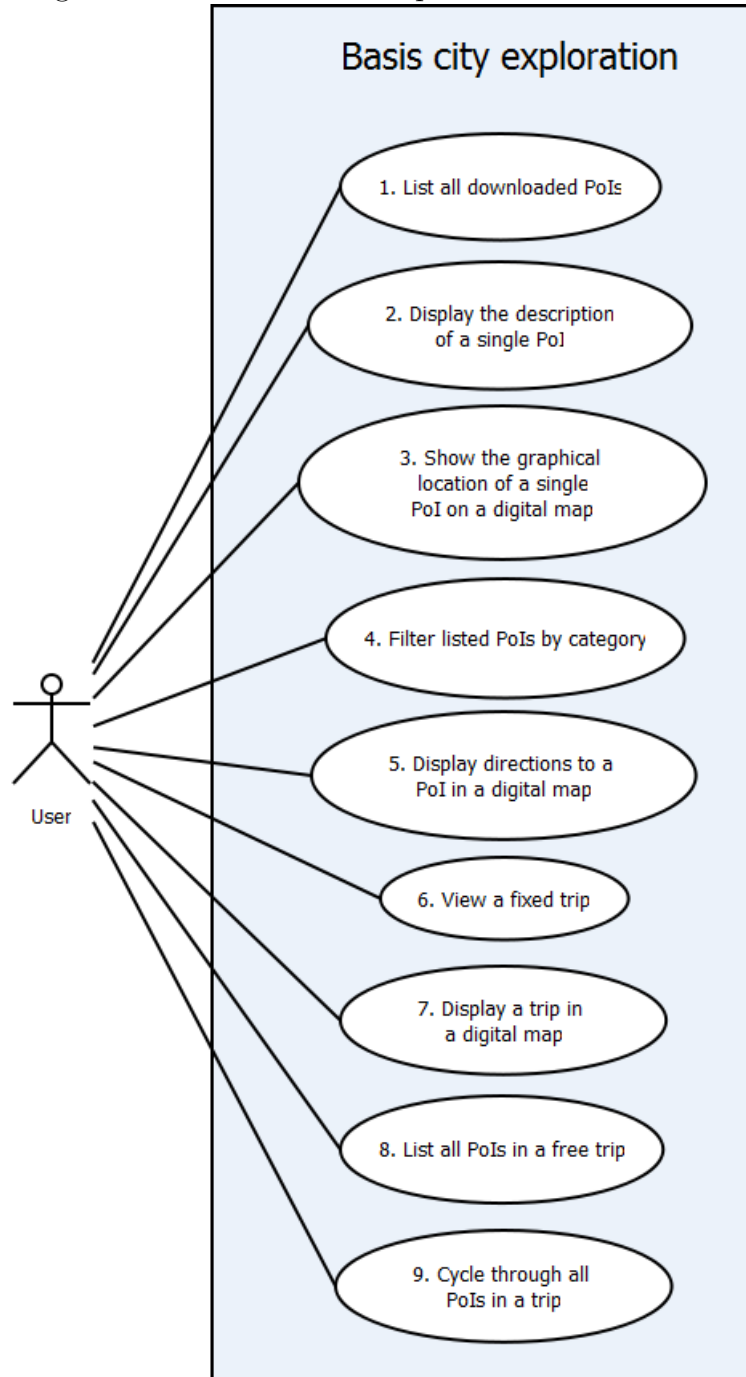 Basis city exploration
1. List all downloaded PoIs
2. Display the description
of a single PoI
3. Show the graphical
location of a single
PoI on a digital map
4. Filter listed PoIs by category
5. Display directions to a
PoI in a digital map
User
6. View a fixed trip
7. Display a trip in
a digital map
8. List all PoIs in a free trip
9. Cycle through all
PoIs in a trip